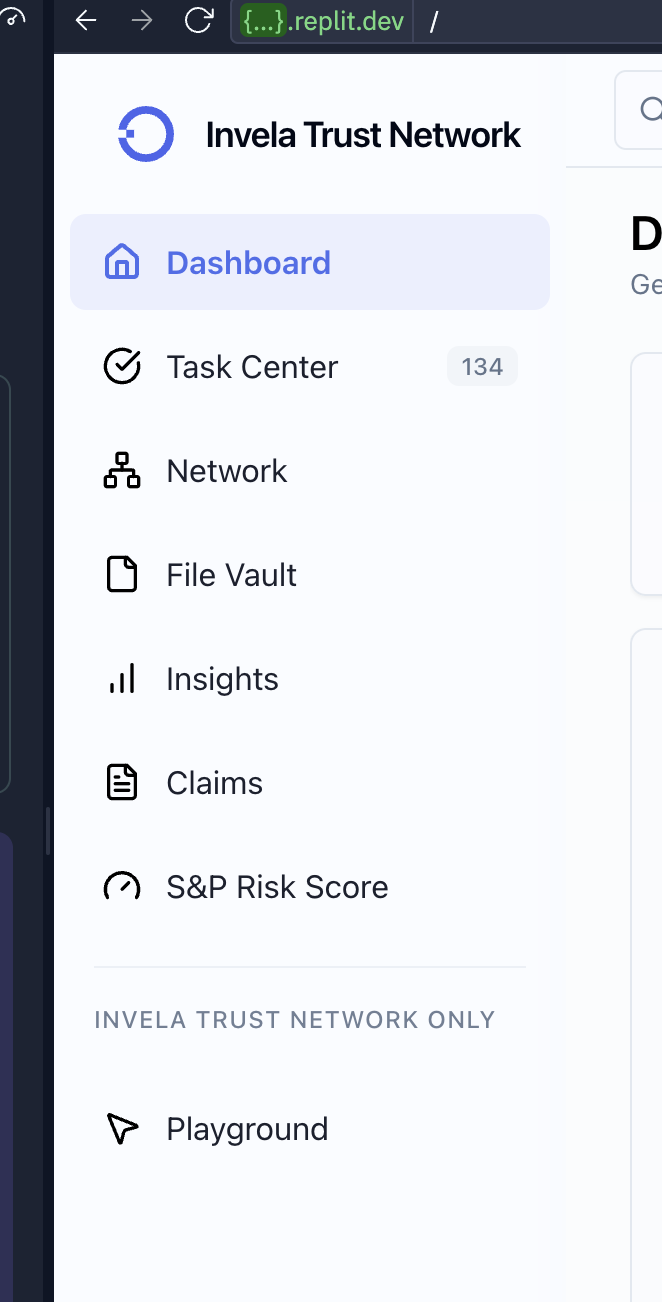 {...}.replit.dev /
Invela Trust Network
Dashboard
Task Center 134
Network
File Vault
Insights
Claims
S&P Risk Score
INVELA TRUST NETWORK ONLY
Playground
D
Ge